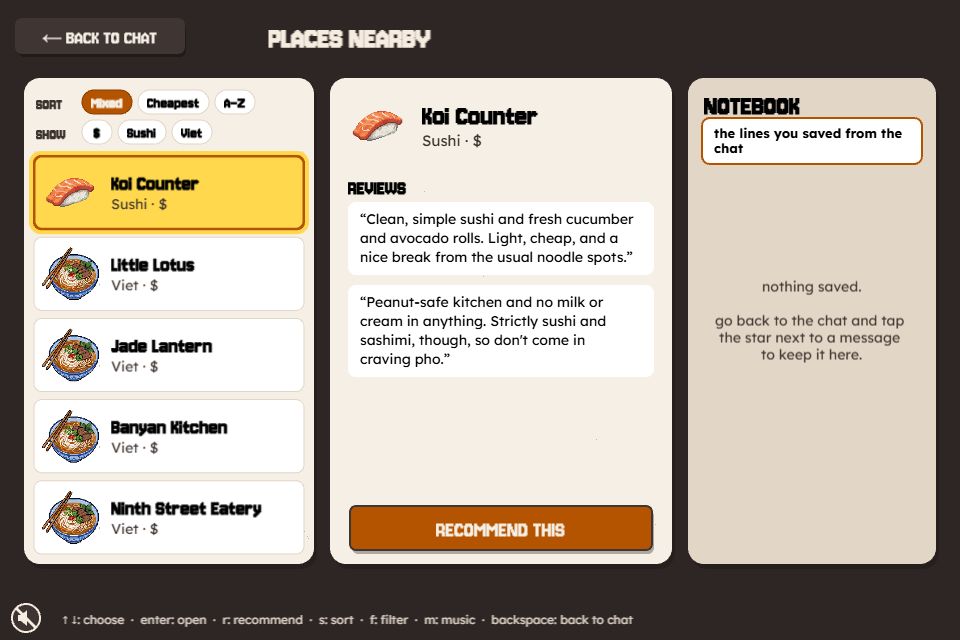 ← BACK TO CHAT
PLACES NEARBY
SORT
Mixed
Cheapest
A-Z
SHOW
$
Sushi
Viet
Koi Counter
Sushi · $
Little Lotus
Viet · $
Jade Lantern
Viet · $
Banyan Kitchen
Viet · $
Ninth Street Eatery
Viet · $
Koi Counter
Sushi · $
REVIEWS
“Clean, simple sushi and fresh cucumber
and avocado rolls. Light, cheap, and a
nice break from the usual noodle spots.”
“Peanut-safe kitchen and no milk or
cream in anything. Strictly sushi and
sashimi, though, so don't come in
craving pho.”
RECOMMEND THIS
NOTEBOOK
the lines you saved from the
chat
nothing saved.
go back to the chat and tap
the star next to a message
to keep it here.
↑↓: choose · enter: open · r: recommend · s: sort · f: filter · m: music · backspace: back to chat